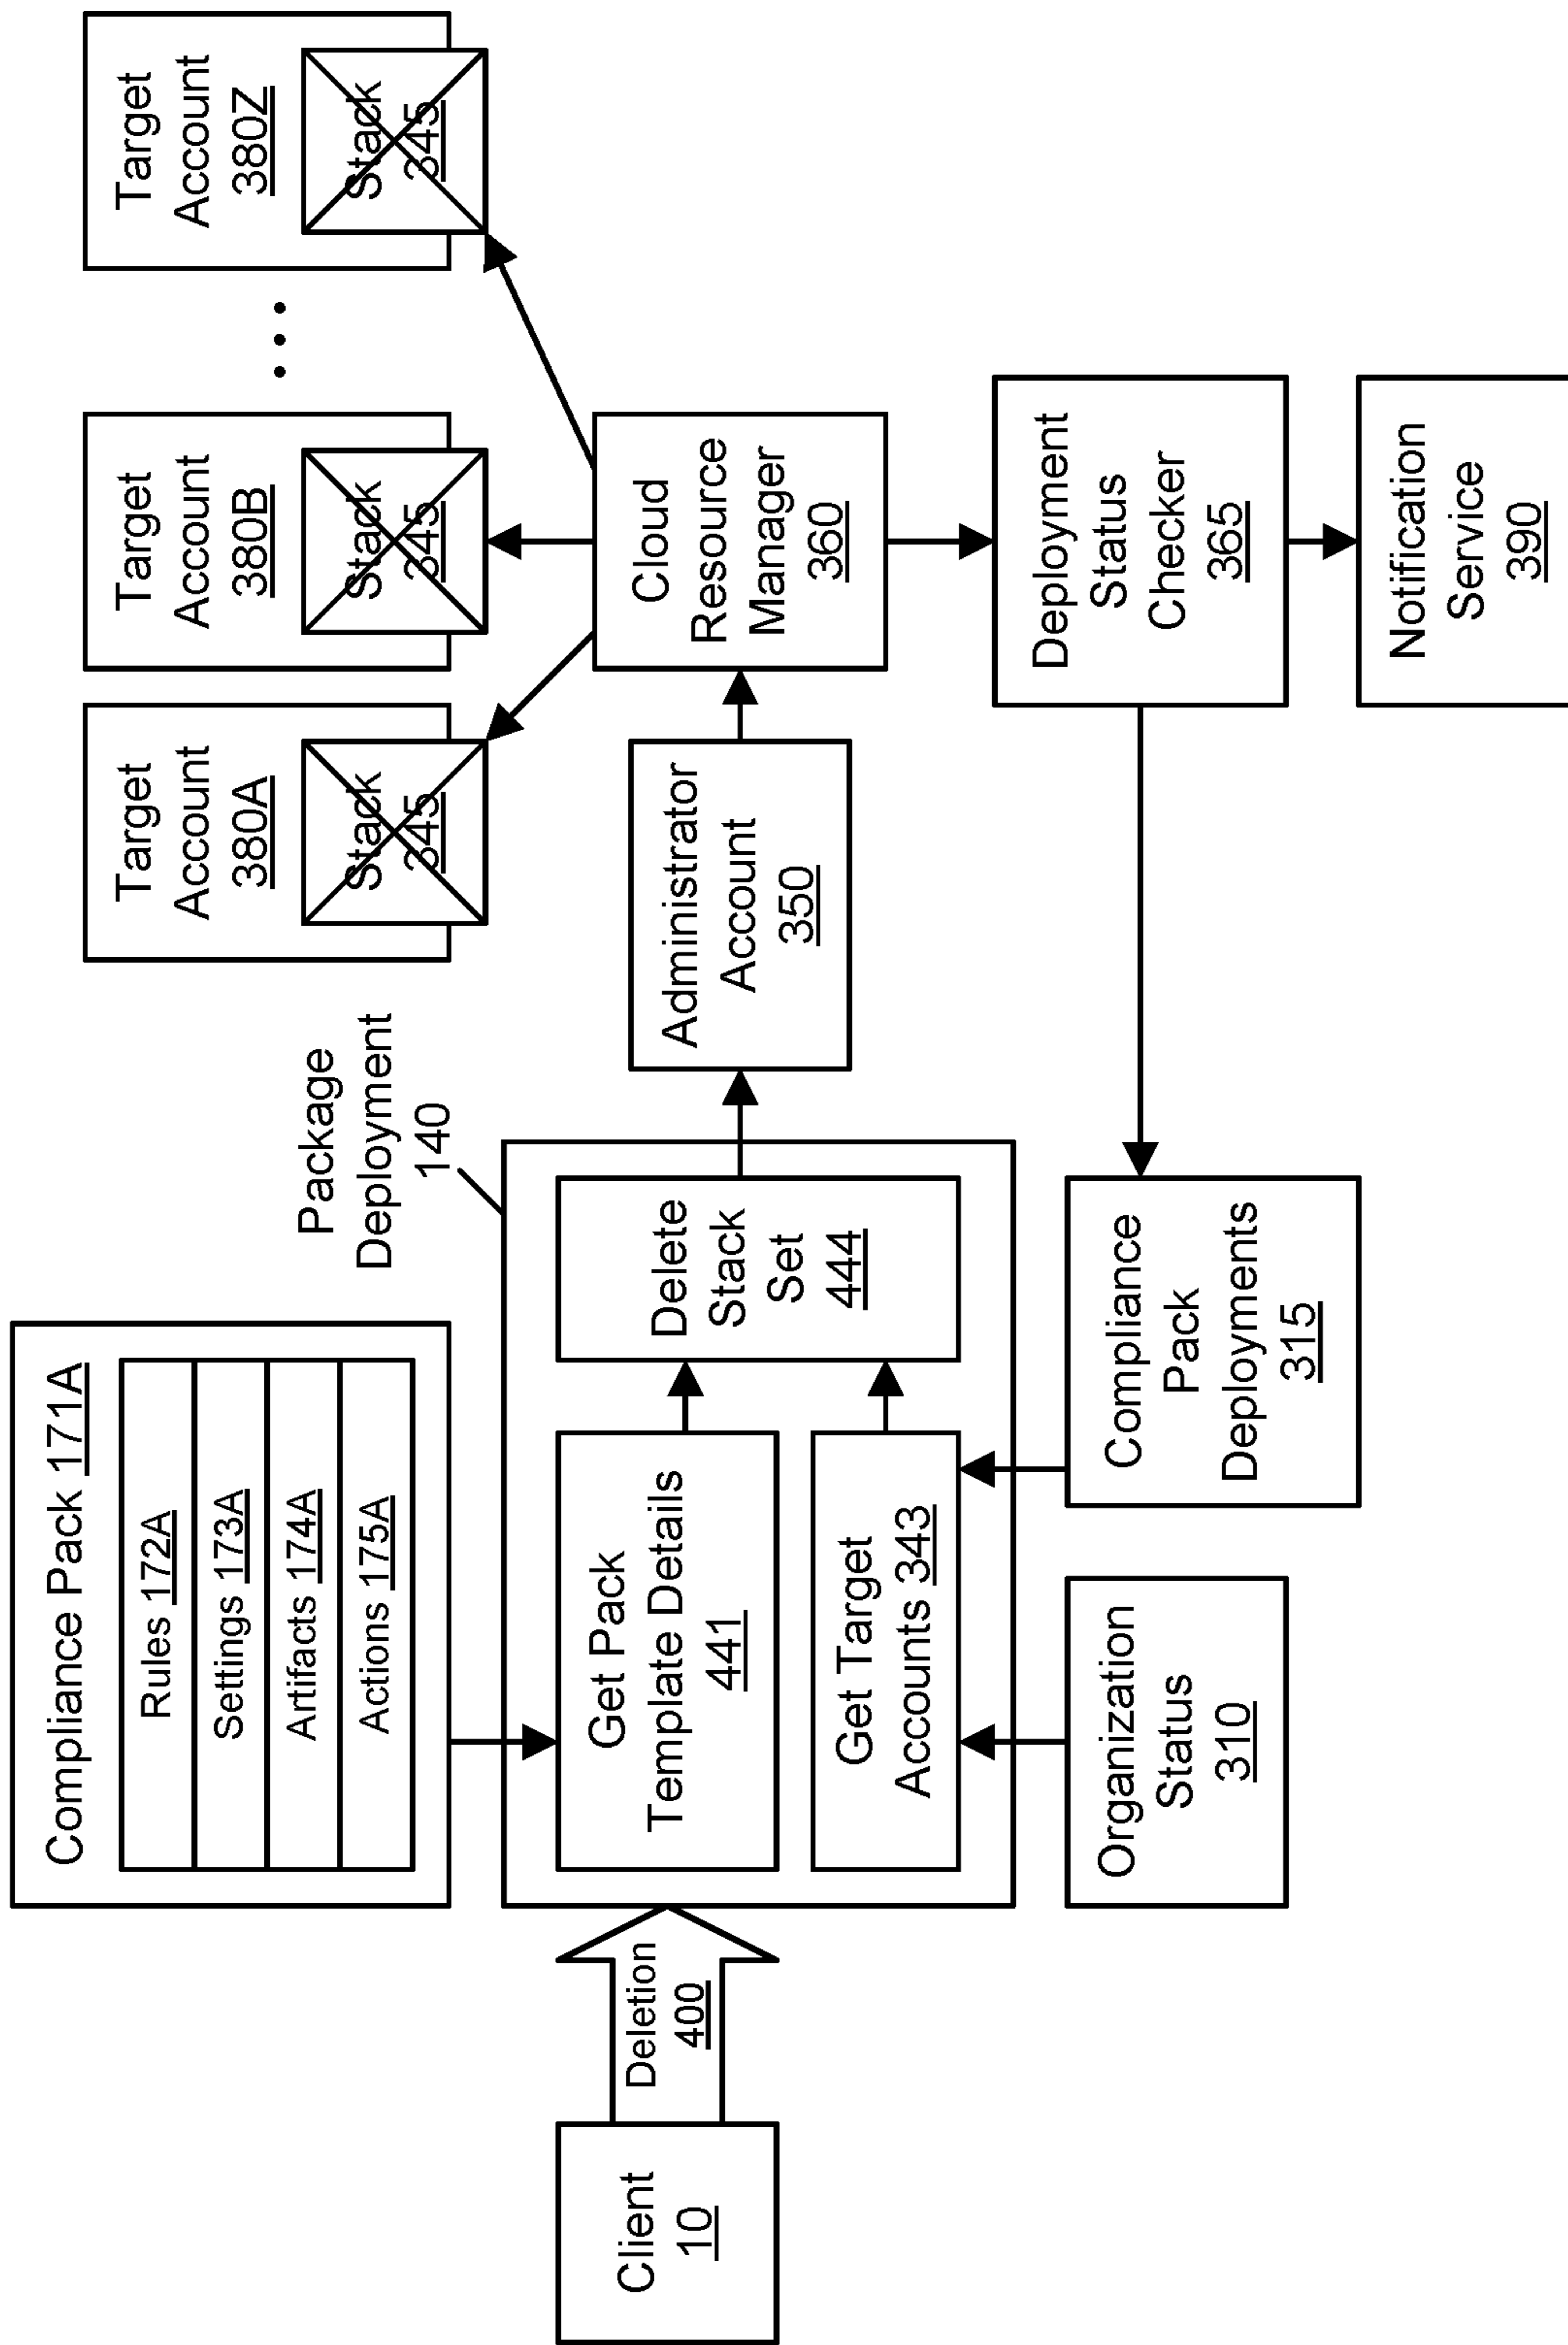 Compliance Pack 171A
Rules 172A
Settings 173A
Artifacts 174A
Actions 175A
Package
Deployment
140
Target
Account
380A
Stack
345
Target
Account
380B
Stack
345
Target
Account
380Z
Stack
345
Client
10
Deletion
400
Get Pack
Template Details
441
Get Target
Accounts 343
Delete
Stack
Set
444
Administrator
Account
350
Cloud
Resource
Manager
360
Organization
Status
310
Compliance
Pack
Deployments
315
Deployment
Status
Checker
365
Notification
Service
390